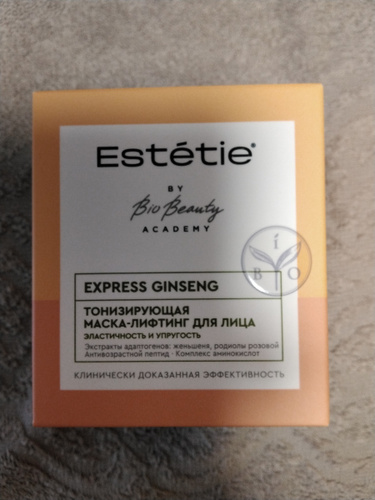 Estétie®
BY
Bio Beauty
ACADEMY
Í
B O
EXPRESS GINSENG
ТОНИЗИРУЮЩАЯ
МАСКА-ЛИФТИНГ ДЛЯ ЛИЦА
ЭЛАСТИЧНОСТЬ И УПРУГОСТЬ
Экстракты адаптогенов: женьшеня, родиолы розовой
Антивозрастной пептид · Комплекс аминокислот
КЛИНИЧЕСКИ ДОКАЗАННАЯ ЭФФЕКТИВНОСТЬ